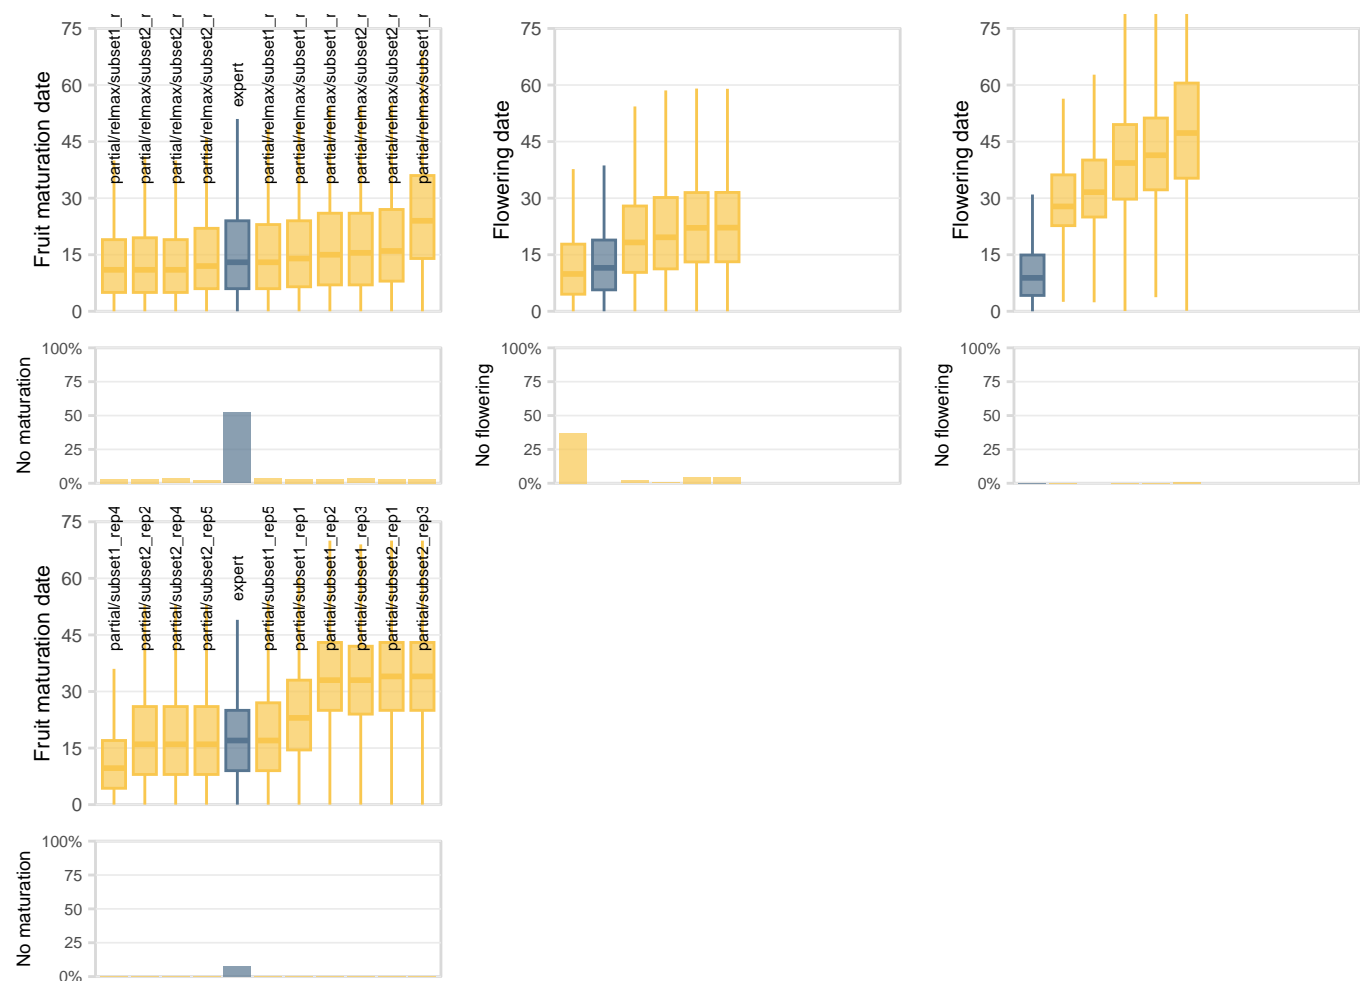 75
60
45
30
15
0
Fruit maturation date
partial/relmax/subset1_r
partial/relmax/subset2_r
partial/relmax/subset2_r
partial/relmax/subset2_r
expert
partial/relmax/subset1_r
partial/relmax/subset1_r
partial/relmax/subset1_r
partial/relmax/subset2_r
partial/relmax/subset2_r
partial/relmax/subset1_r
75
60
45
30
15
0
Flowering date
75
60
45
30
15
0
Flowering date
100%
75
50
25
0%
No maturation
100%
75
50
25
0%
No flowering
100%
75
50
25
0%
No flowering
75
60
45
30
15
0
Fruit maturation date
partial/subset1_rep4
partial/subset2_rep2
partial/subset2_rep4
partial/subset2_rep5
expert
partial/subset1_rep5
partial/subset1_rep1
partial/subset1_rep2
partial/subset1_rep3
partial/subset2_rep1
partial/subset2_rep3
100%
75
50
25
0%
No maturation